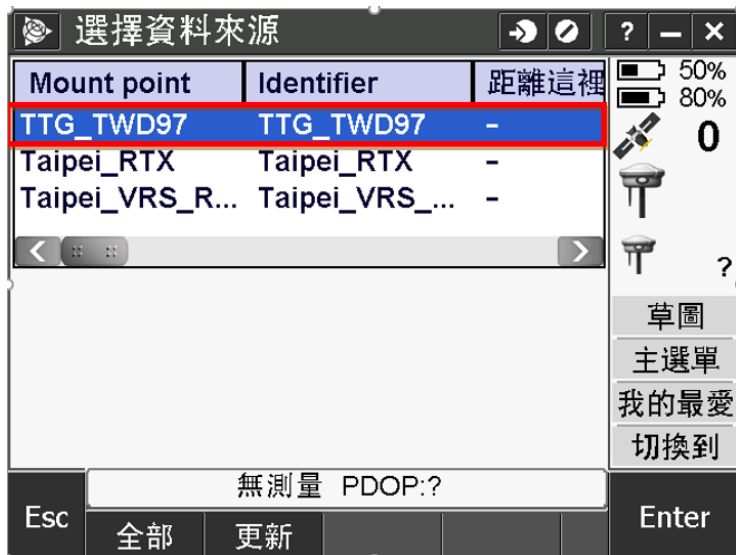 選擇資料來源 ? — ×
Mount point Identifier 距離這裡
TTG_TWD97 TTG_TWD97 -
Taipei_RTX Taipei_RTX -
Taipei_VRS_R... Taipei_VRS_... -
50%
80%
0
?
草圖
主選單
我的最愛
切換到
無測量 PDOP:?
Esc 全部 更新 Enter